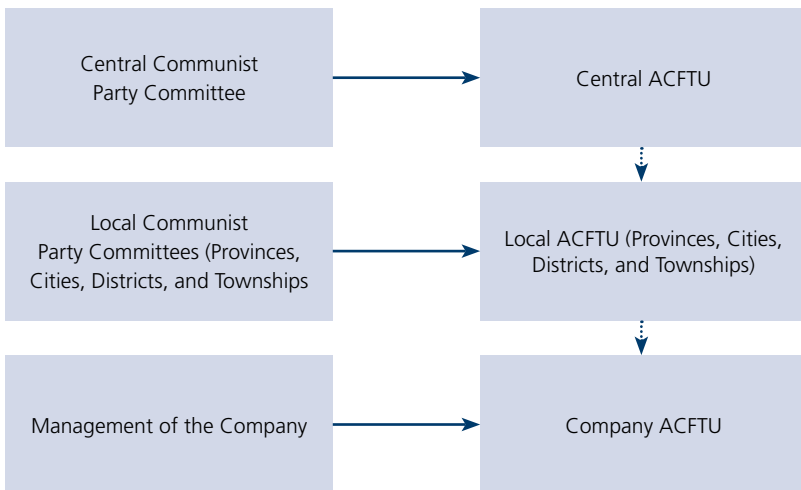 Central Communist
Party Committee
Central ACFTU
Local Communist
Party Committees (Provinces,
Cities, Districts, and Townships
Local ACFTU (Provinces, Cities,
Districts, and Townships)
Management of the Company
Company ACFTU